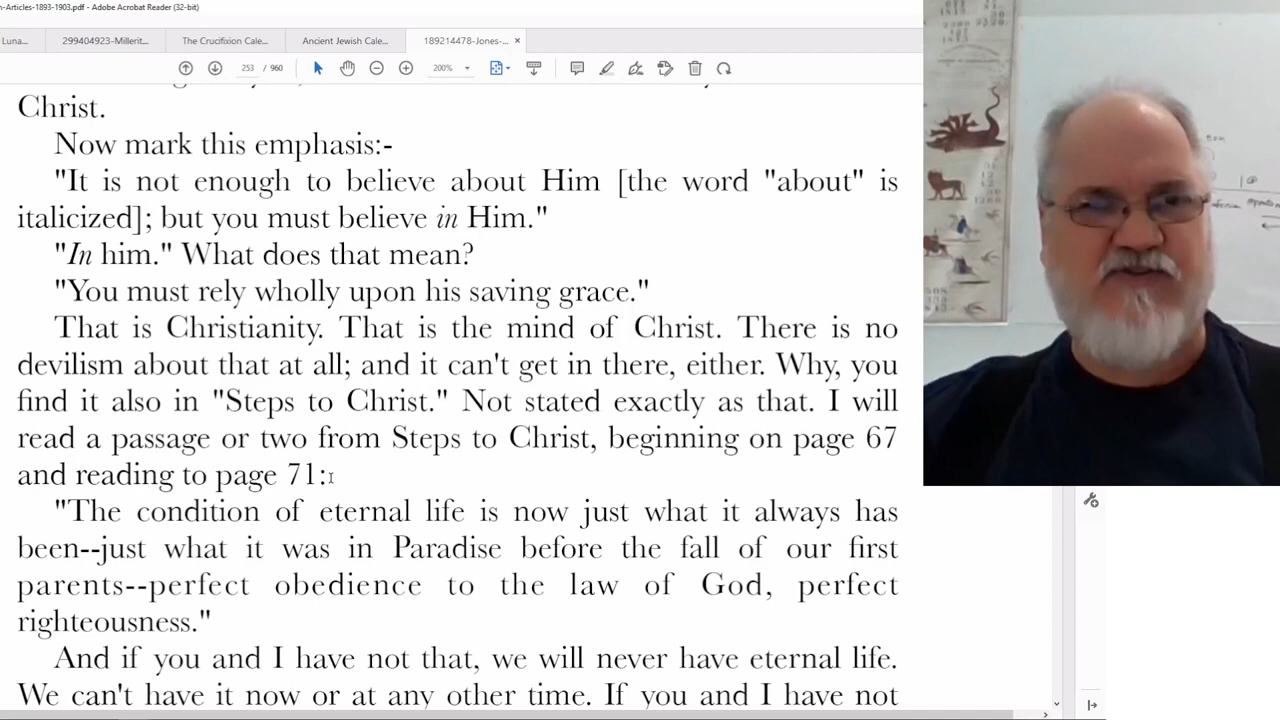 n-Articles-1893-1903.pdf - Adobe Acrobat Reader (32-bit)
Luna... 299404923-Millerit... The Crucifixion Cale... Ancient Jewish Cale... 189214478-Jones-... ×
253 / 960 200%
Christ.
Now mark this emphasis:-
"It is not enough to believe about Him [the word "about" is
italicized]; but you must believe in Him."
"In him." What does that mean?
"You must rely wholly upon his saving grace."
That is Christianity. That is the mind of Christ. There is no
devilism about that at all; and it can't get in there, either. Why, you
find it also in "Steps to Christ." Not stated exactly as that. I will
read a passage or two from Steps to Christ, beginning on page 67
and reading to page 71:
"The condition of eternal life is now just what it always has
been--just what it was in Paradise before the fall of our first
parents--perfect obedience to the law of God, perfect
righteousness."
And if you and I have not that, we will never have eternal life.
We can't have it now or at any other time. If you and I have not